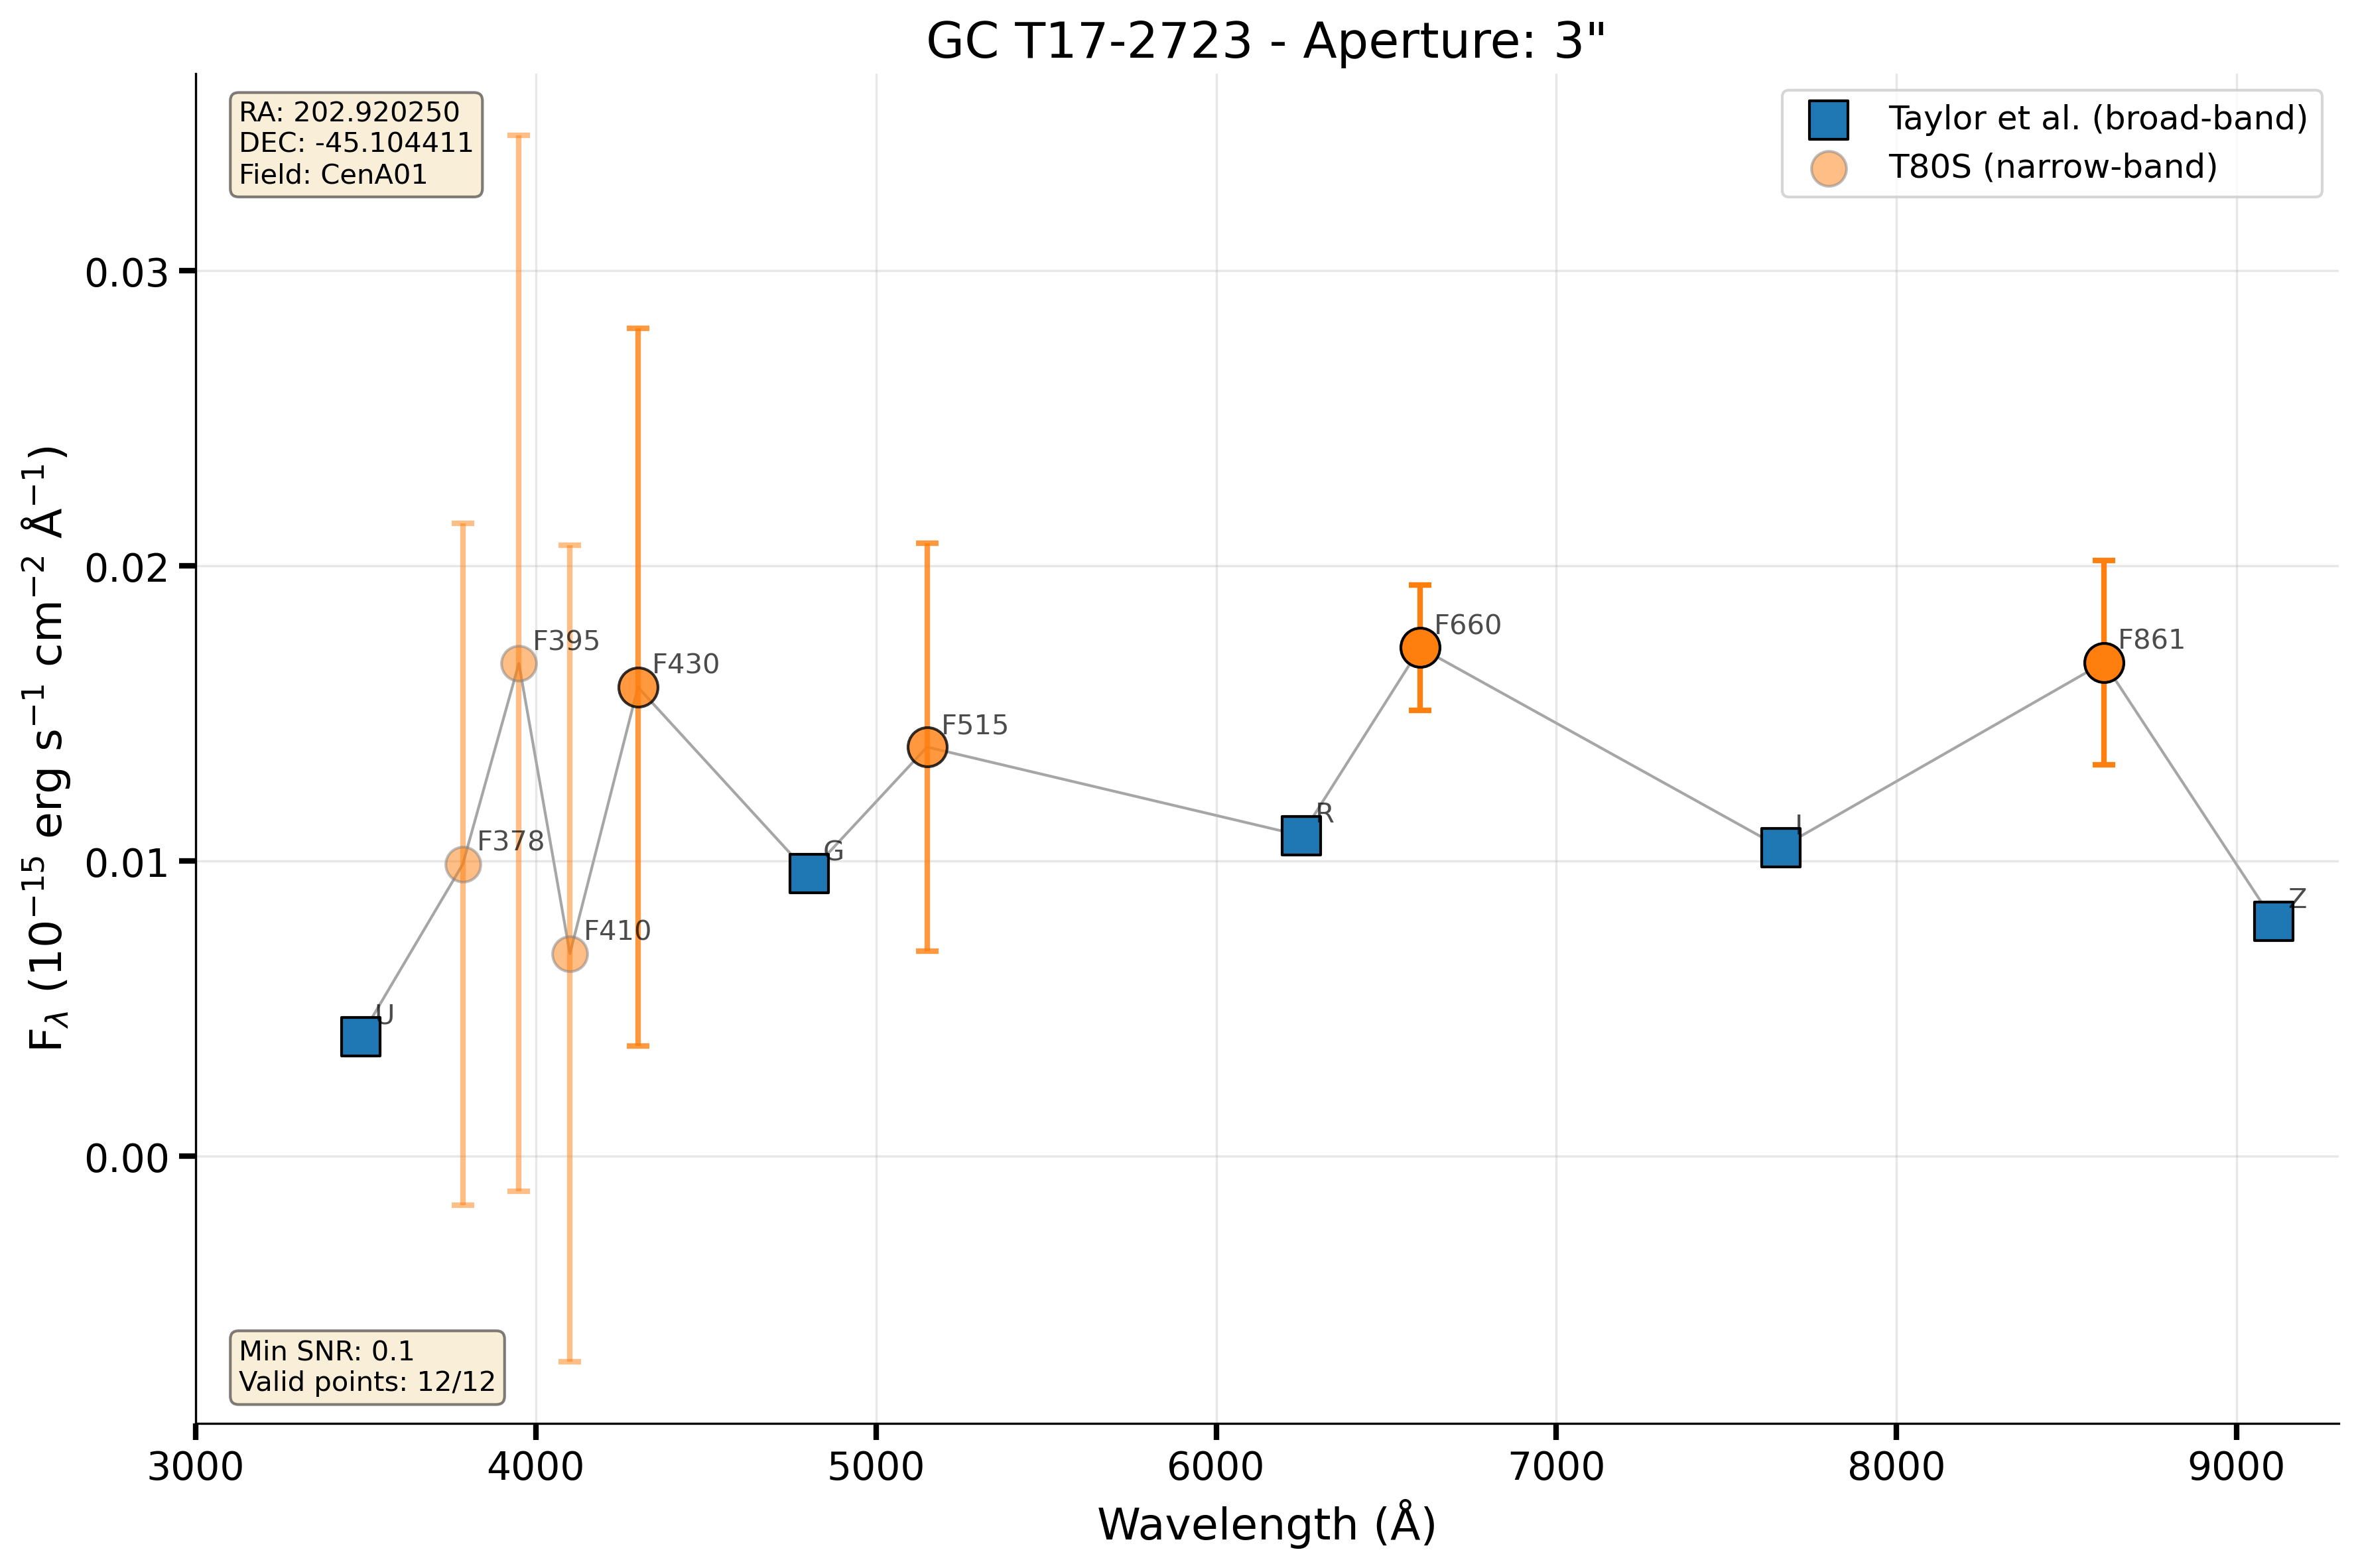 GC T17-2723 - Aperture: 3"
RA: 202.920250
DEC: -45.104411
Field: CenA01
Taylor et al. (broad-band)
T80S (narrow-band)
F$_{\lambda}$ (10$^{-15}$ erg s$^{-1}$ cm$^{-2}$ Å$^{-1}$)
0.03
0.02
0.01
0.00
U
F378
F395
F410
F430
G
F515
R
F660
I
F861
Z
Min SNR: 0.1
Valid points: 12/12
3000 4000 5000 6000 7000 8000 9000
Wavelength (Å)